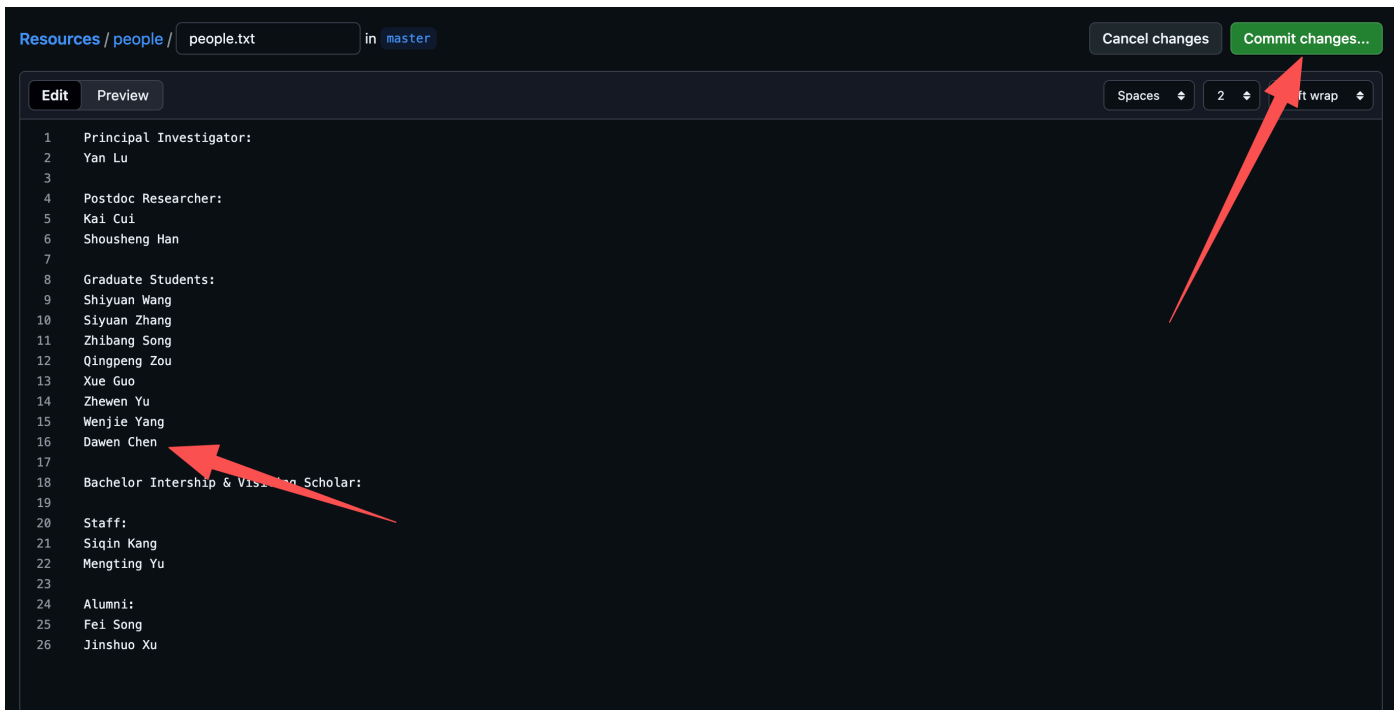 Resources / people / people.txt in master
Cancel changes
Commit changes...
Edit
Preview
Spaces
2
ft wrap
1 Principal Investigator:
2 Yan Lu
3
4 Postdoc Researcher:
5 Kai Cui
6 Shousheng Han
7
8 Graduate Students:
9 Shiyuan Wang
10 Siyuan Zhang
11 Zhibang Song
12 Qingpeng Zou
13 Xue Guo
14 Zhewen Yu
15 Wenjie Yang
16 Dawen Chen
17
18 Bachelor Intership & Visiting Scholar:
19
20 Staff:
21 Siqin Kang
22 Mengting Yu
23
24 Alumni:
25 Fei Song
26 Jinshuo Xu